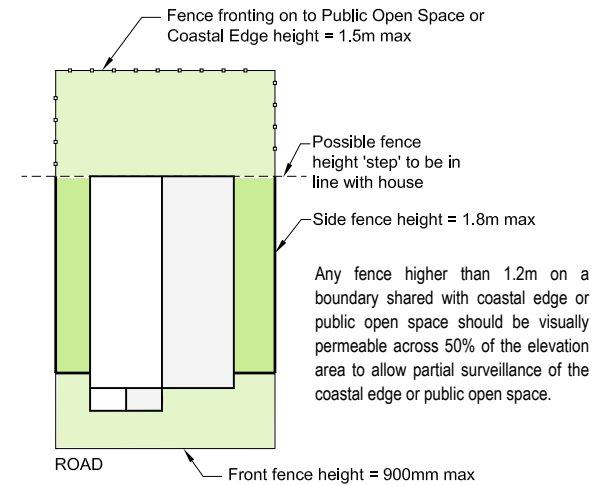 Fence fronting on to Public Open Space or
Coastal Edge height = 1.5m max
Possible fence
height 'step' to be in
line with house
Side fence height = 1.8m max
Any fence higher than 1.2m on a
boundary shared with coastal edge or
public open space should be visually
permeable across 50% of the elevation
area to allow partial surveillance of the
coastal edge or public open space.
ROAD
Front fence height = 900mm max